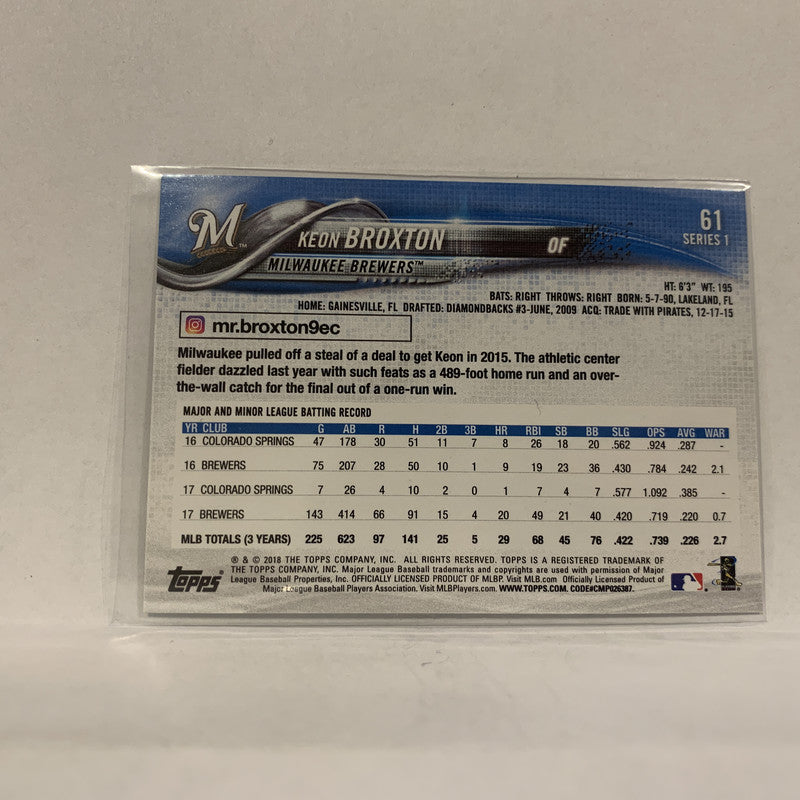 M™
61
SERIES 1
KEON BROXTON OF
MILWAUKEE BREWERS™
HT: 6'3" WT: 195
BATS: RIGHT THROWS: RIGHT BORN: 5-7-90, LAKELAND, FL
HOME: GAINESVILLE, FL DRAFTED: DIAMONDBACKS #3-JUNE, 2009 ACQ: TRADE WITH PIRATES, 12-17-15
mr.broxton9ec
Milwaukee pulled off a steal of a deal to get Keon in 2015. The athletic center
fielder dazzled last year with such feats as a 489-foot home run and an over-
the-wall catch for the final out of a one-run win.
MAJOR AND MINOR LEAGUE BATTING RECORD
YR CLUB G AB R H 2B 3B HR RBI SB BB SLG OPS AVG WAR
16 COLORADO SPRINGS 47 178 30 51 11 7 8 26 18 20 .562 .924 .287 -
16 BREWERS 75 207 28 50 10 1 9 19 23 36 .430 .784 .242 2.1
17 COLORADO SPRINGS 7 26 4 10 2 0 1 7 4 7 .577 1.092 .385 -
17 BREWERS 143 414 66 91 15 4 20 49 21 40 .420 .719 .220 0.7
MLB TOTALS (3 YEARS) 225 623 97 141 25 5 29 68 45 76 .422 .739 .226 2.7
® & © 2018 THE TOPPS COMPANY, INC. ALL RIGHTS RESERVED. TOPPS IS A REGISTERED TRADEMARK OF
THE TOPPS COMPANY, INC. Major League Baseball trademarks and copyrights are used with permission of Major
League Baseball Properties, Inc. OFFICIALLY LICENSED PRODUCT OF MLBP. Visit MLB.com Officially Licensed Product of
Major League Baseball Players Association. Visit MLBPlayers.com. WWW.TOPPS.COM. CODE#CMP026387.
Topps